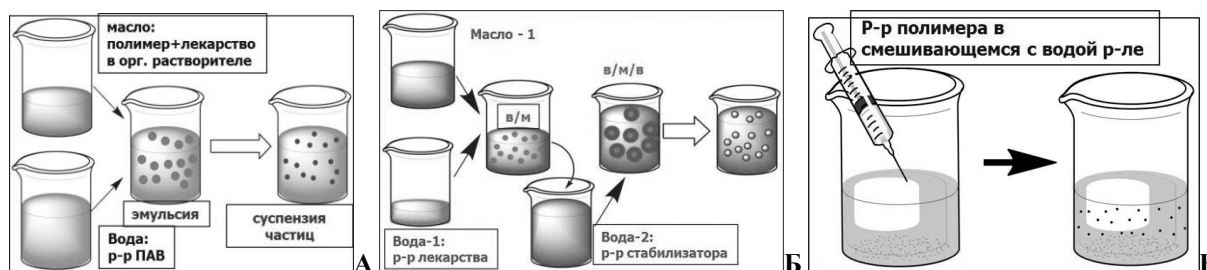 масло:
полимер+лекарство
в орг. растворителе
эмульсия
Вода:
р-р ПАВ
суспензия
частиц
А
Масло - 1
в/м
в/м/в
Вода-1:
р-р лекарства
Вода-2:
р-р стабилизатора
Б
Р-р полимера в
смешивающемся с водой р-ле